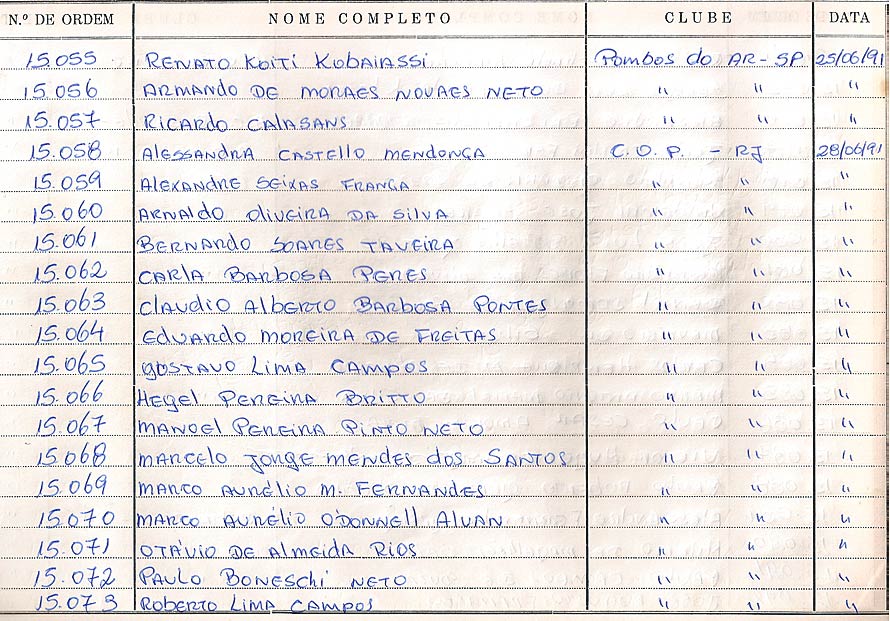 N.º DE ORDEM NOME COMPLETO CLUBE DATA
15.055 RENATO KOITI KOBAIASSI Pombos do AR - SP 25/06/91
15.056 ARMANDO DE MORAES NOVAES NETO " " "
15.057 RICARDO CALASANS " " "
15.058 ALESSANDRA CASTELLO MENDONÇA C.O.P. - RJ 28/06/91
15.059 ALEXANDRE SEIXAS FRANÇA " " "
15.060 ARNALDO OLIVEIRA DA SILVA " " "
15.061 BERNARDO SOARES TAVEIRA " " "
15.062 CARLA BARBOSA PERES " " "
15.063 CLAUDIO ALBERTO BARBOSA PONTES " " "
15.064 EDUARDO MOREIRA DE FREITAS " " "
15.065 GUSTAVO LIMA CAMPOS " " "
15.066 HEGEL PEREIRA BRITTO " " "
15.067 MANOEL PEREIRA PINTO NETO " " "
15.068 MARCELO JORGE MENDES DOS SANTOS " " "
15.069 MARCO AURÉLIO M. FERNANDES " " "
15.070 MARCO AURÉLIO O'DONNELL ALVAN " " "
15.071 OTÁVIO DE ALMEIDA RIOS " " "
15.072 PAULO BONESCHI NETO " " "
15.073 ROBERTO LIMA CAMPOS " " "